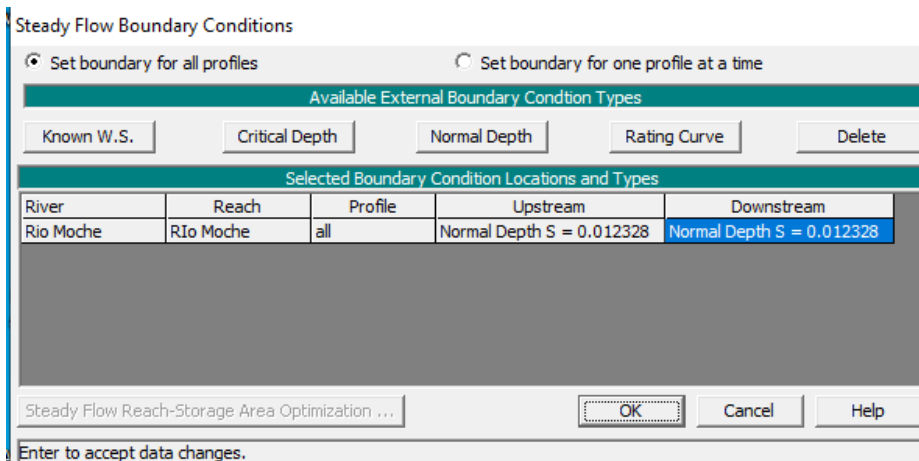 Steady Flow Boundary Conditions
Set boundary for all profiles Set boundary for one profile at a time
Available External Boundary Condtion Types
Known W.S. Critical Depth Normal Depth Rating Curve Delete
Selected Boundary Condition Locations and Types
River Reach Profile Upstream Downstream
Rio Moche RIo Moche all Normal Depth S = 0.012328 Normal Depth S = 0.012328
Steady Flow Reach-Storage Area Optimization ... OK Cancel Help
Enter to accept data changes.